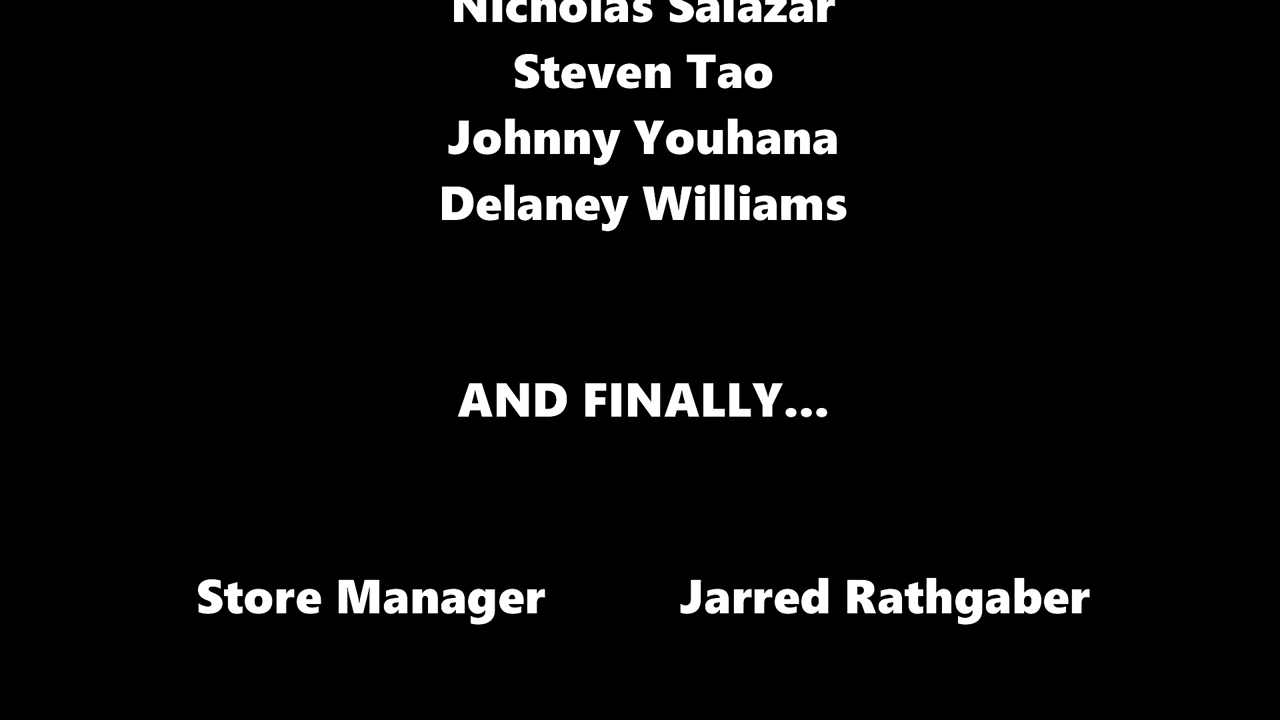 Nicholas Salazar
Steven Tao
Johnny Youhana
Delaney Williams
AND FINALLY...
Store Manager Jarred Rathgaber